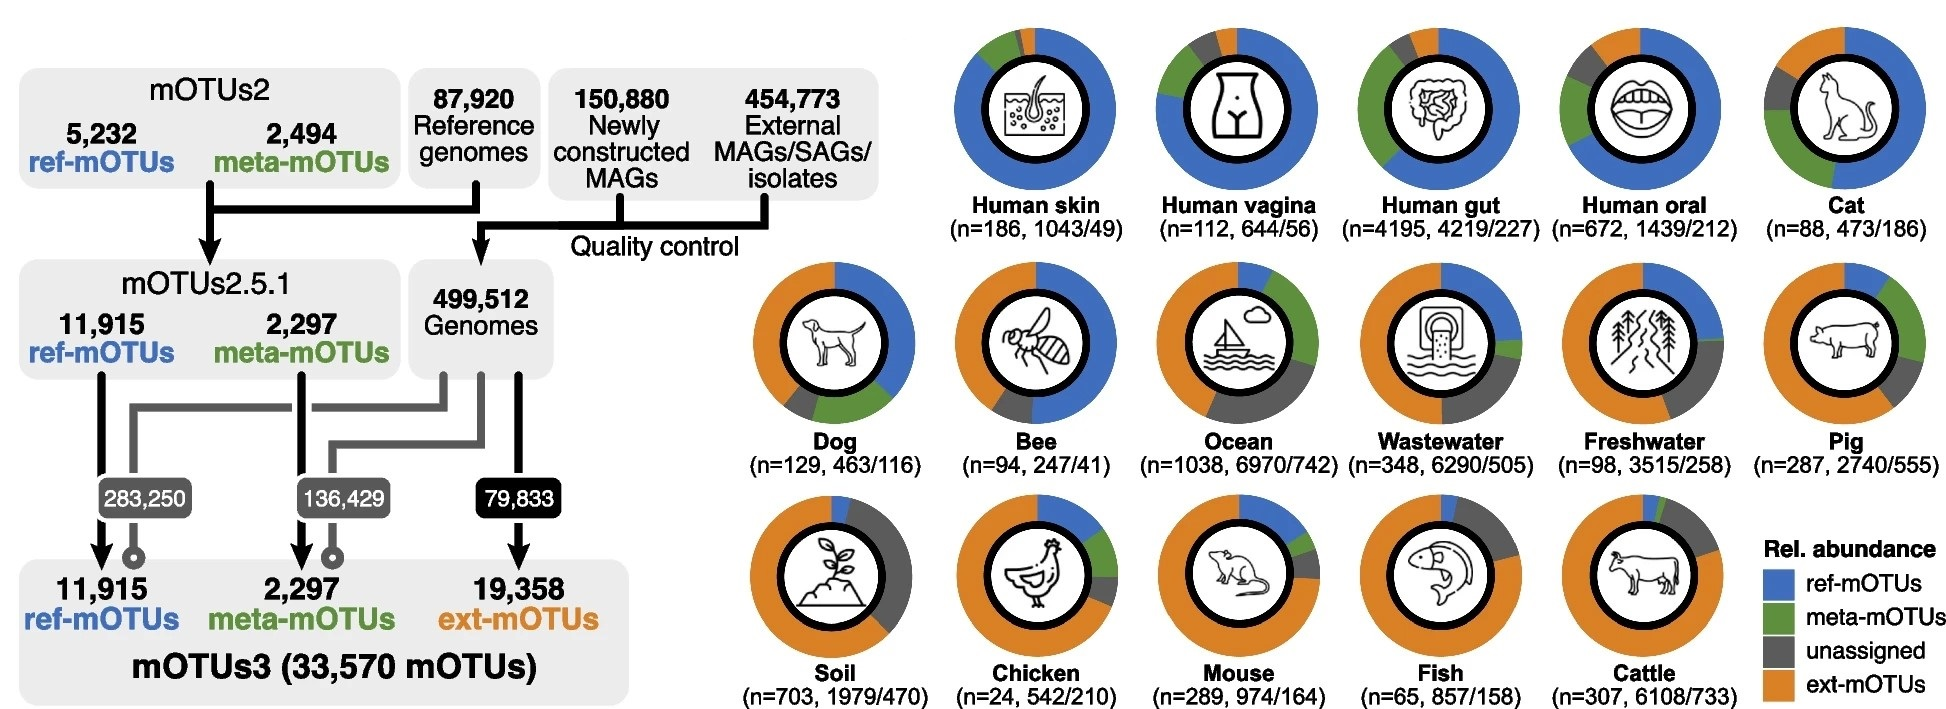 mOTUs2
5,232 2,494
ref-mOTUs meta-mOTUs
87,920
Reference
genomes
150,880
Newly
constructed
MAGs
454,773
External
MAGs/SAGs/
isolates
Quality control
mOTUs2.5.1
11,915 2,297
ref-mOTUs meta-mOTUs
499,512
Genomes
283,250 136,429 79,833
11,915 2,297 19,358
ref-mOTUs meta-mOTUs ext-mOTUs
mOTUs3 (33,570 mOTUs)
Human skin
(n=186, 1043/49)
Human vagina
(n=112, 644/56)
Human gut
(n=4195, 4219/227)
Human oral
(n=672, 1439/212)
Cat
(n=88, 473/186)
Dog
(n=129, 463/116)
Bee
(n=94, 247/41)
Ocean
(n=1038, 6970/742)
Wastewater
(n=348, 6290/505)
Freshwater
(n=98, 3515/258)
Pig
(n=287, 2740/555)
Soil
(n=703, 1979/470)
Chicken
(n=24, 542/210)
Mouse
(n=289, 974/164)
Fish
(n=65, 857/158)
Cattle
(n=307, 6108/733)
Rel. abundance
ref-mOTUs
meta-mOTUs
unassigned
ext-mOTUs